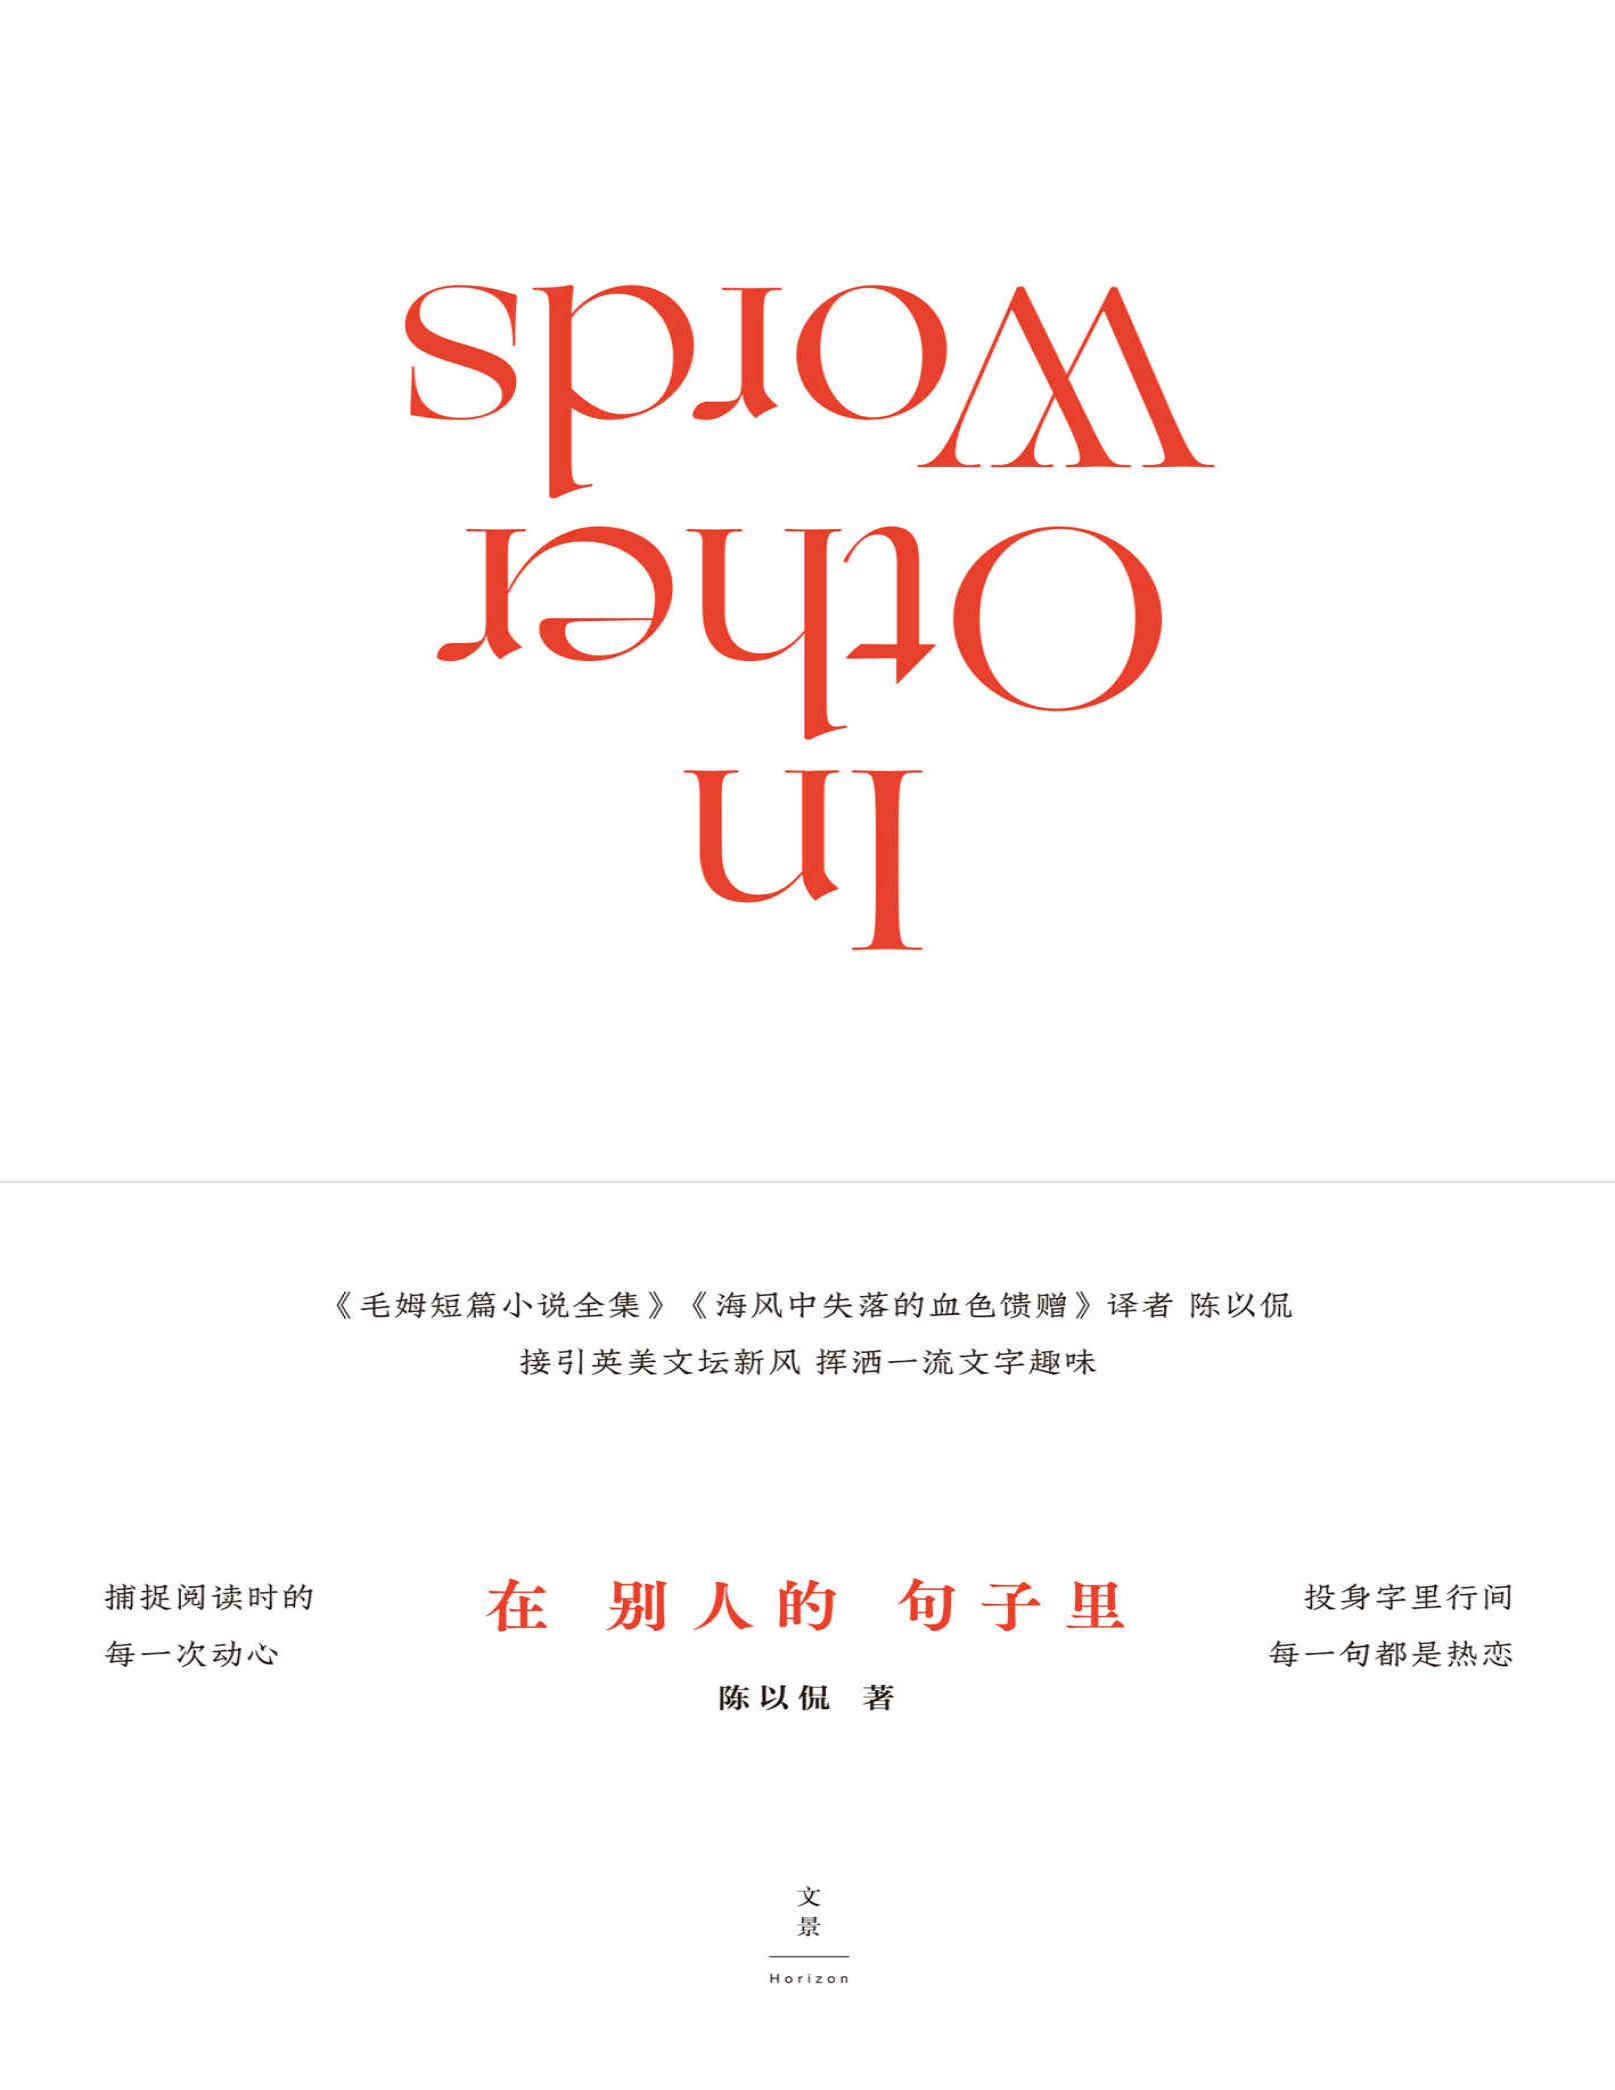 In
Other
Words
《毛姆短篇小说全集》《海风中失落的血色馈赠》译者 陈以侃
接引英美文坛新风 挥洒一流文字趣味
捕捉阅读时的
每一次动心
在 别人的 句子里
陈以侃 著
投身字里行间
每一句都是热恋
文
景
Horizon